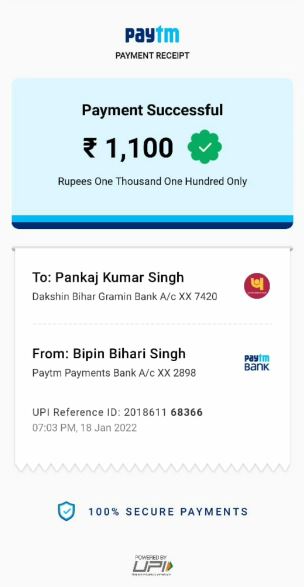 paytm
PAYMENT RECEIPT
Payment Successful
₹ 1,100
Rupees One Thousand One Hundred Only
To: Pankaj Kumar Singh
Dakshin Bihar Gramin Bank A/c XX 7420
From: Bipin Bihari Singh
Paytm Payments Bank A/c XX 2898
paytm
BANK
UPI Reference ID: 2018611 68366
07:03 PM, 18 Jan 2022
100% SECURE PAYMENTS
POWERED BY
UPI